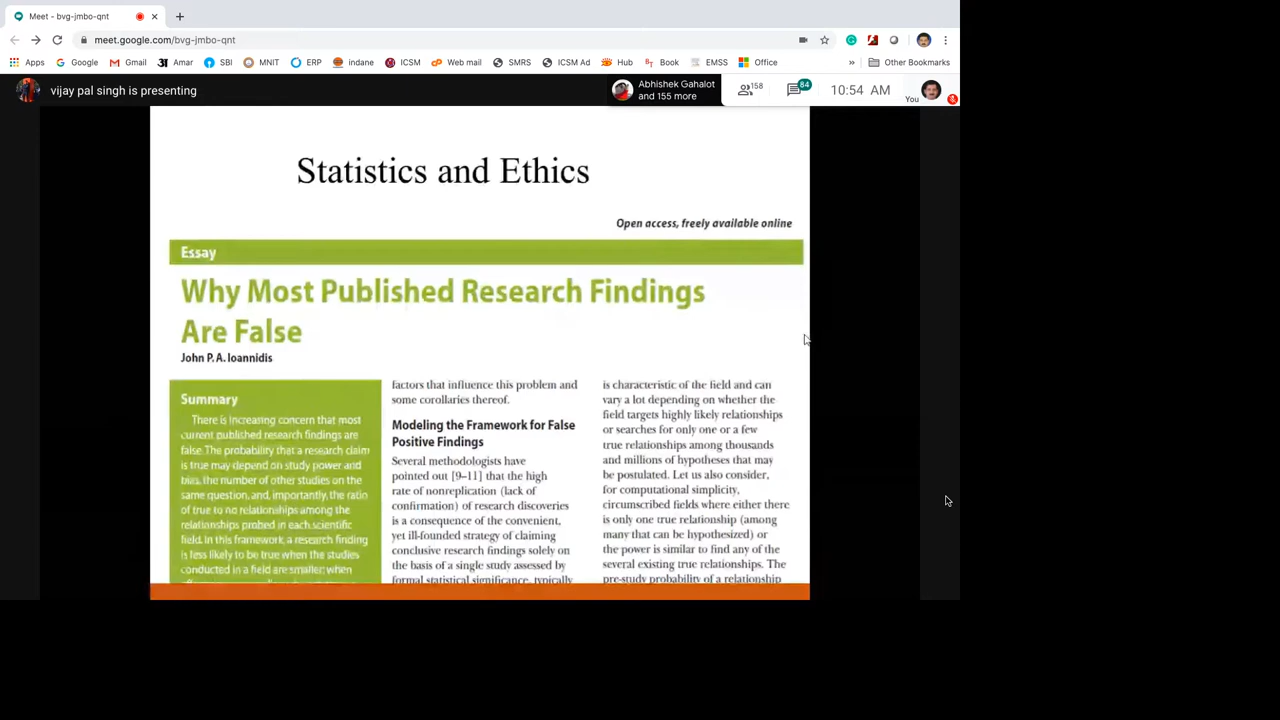 Meet - bvg-jmbo-qnt
meet.google.com/bvg-jmbo-qnt
Apps Google Gmail Amar SBI MNIT ERP indane ICSM Web mail SMRS ICSM Ad Hub Book EMSS Office » Other Bookmarks
vijay pal singh is presenting
Abhishek Gahalot
and 155 more
158
84
10:54 AM
You
Statistics and Ethics
Open access, freely available online
Essay
Why Most Published Research Findings
Are False
John P. A. Ioannidis
Summary
There is increasing concern that most
current published research findings are
false. The probability that a research claim
is true may depend on study power and
bias, the number of other studies on the
same question, and, importantly, the ratio
of true to no relationships among the
relationships probed in each scientific
field. In this framework, a research finding
is less likely to be true when the studies
conducted in a field are smaller; when
factors that influence this problem and
some corollaries thereof.
Modeling the Framework for False
Positive Findings
Several methodologists have
pointed out [9–11] that the high
rate of nonreplication (lack of
confirmation) of research discoveries
is a consequence of the convenient,
yet ill-founded strategy of claiming
conclusive research findings solely on
the basis of a single study assessed by
formal statistical significance, typically
is characteristic of the field and can
vary a lot depending on whether the
field targets highly likely relationships
or searches for only one or a few
true relationships among thousands
and millions of hypotheses that may
be postulated. Let us also consider,
for computational simplicity,
circumscribed fields where either there
is only one true relationship (among
many that can be hypothesized) or
the power is similar to find any of the
several existing true relationships. The
pre-study probability of a relationship